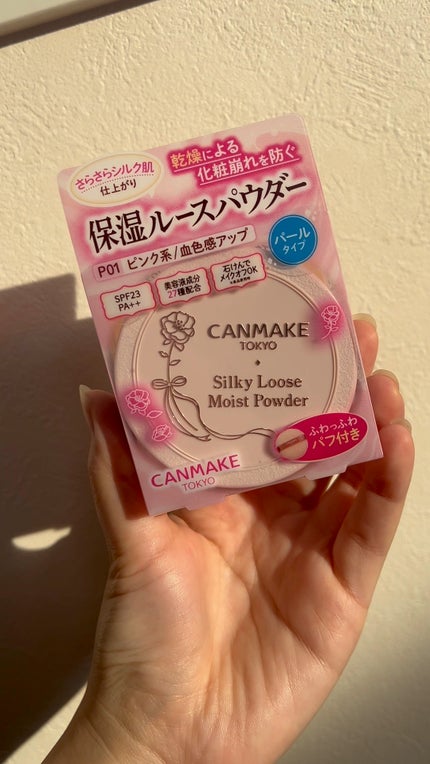 さらさらシルク肌
仕上がり
乾燥による
化粧崩れを防ぐ
保湿ルースパウダー
P01 ピンク系/血色感アップ
パール
タイプ
SPF23
PA++
美容液成分
27種配合
石けんで
メイクオフOK
CANMAKE
TOKYO
Silky Loose
Moist Powder
ふわっふわ
パフ付き
CANMAKE
TOKYO